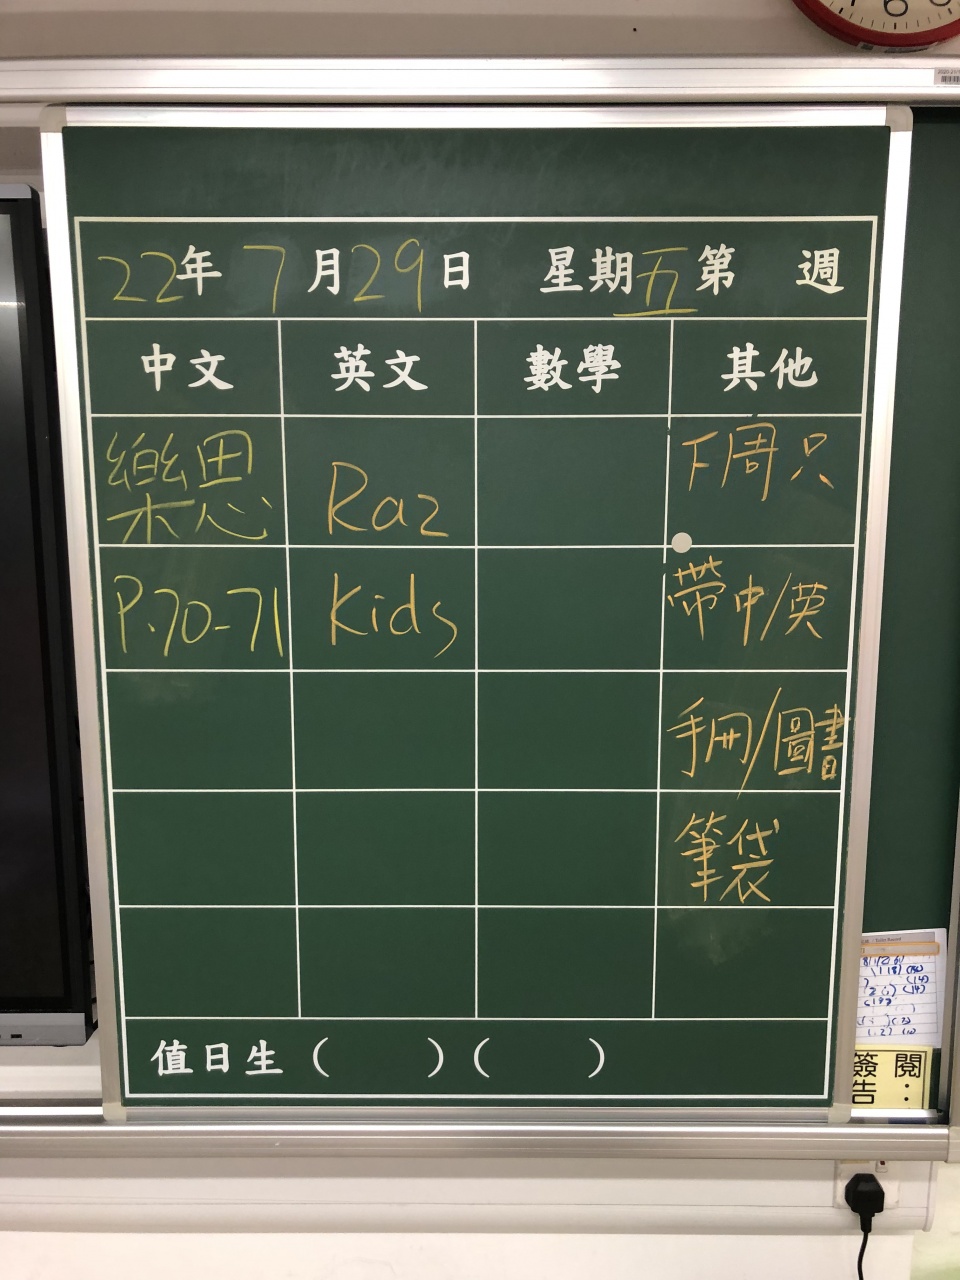 22年 7月29日 星期五 第 週
中文 英文 數學 其他
樂思 Raz 下周只
P.70-71 Kids 帶中/英
手冊/圖書
筆袋
值日生( )( )
閱:
簽告